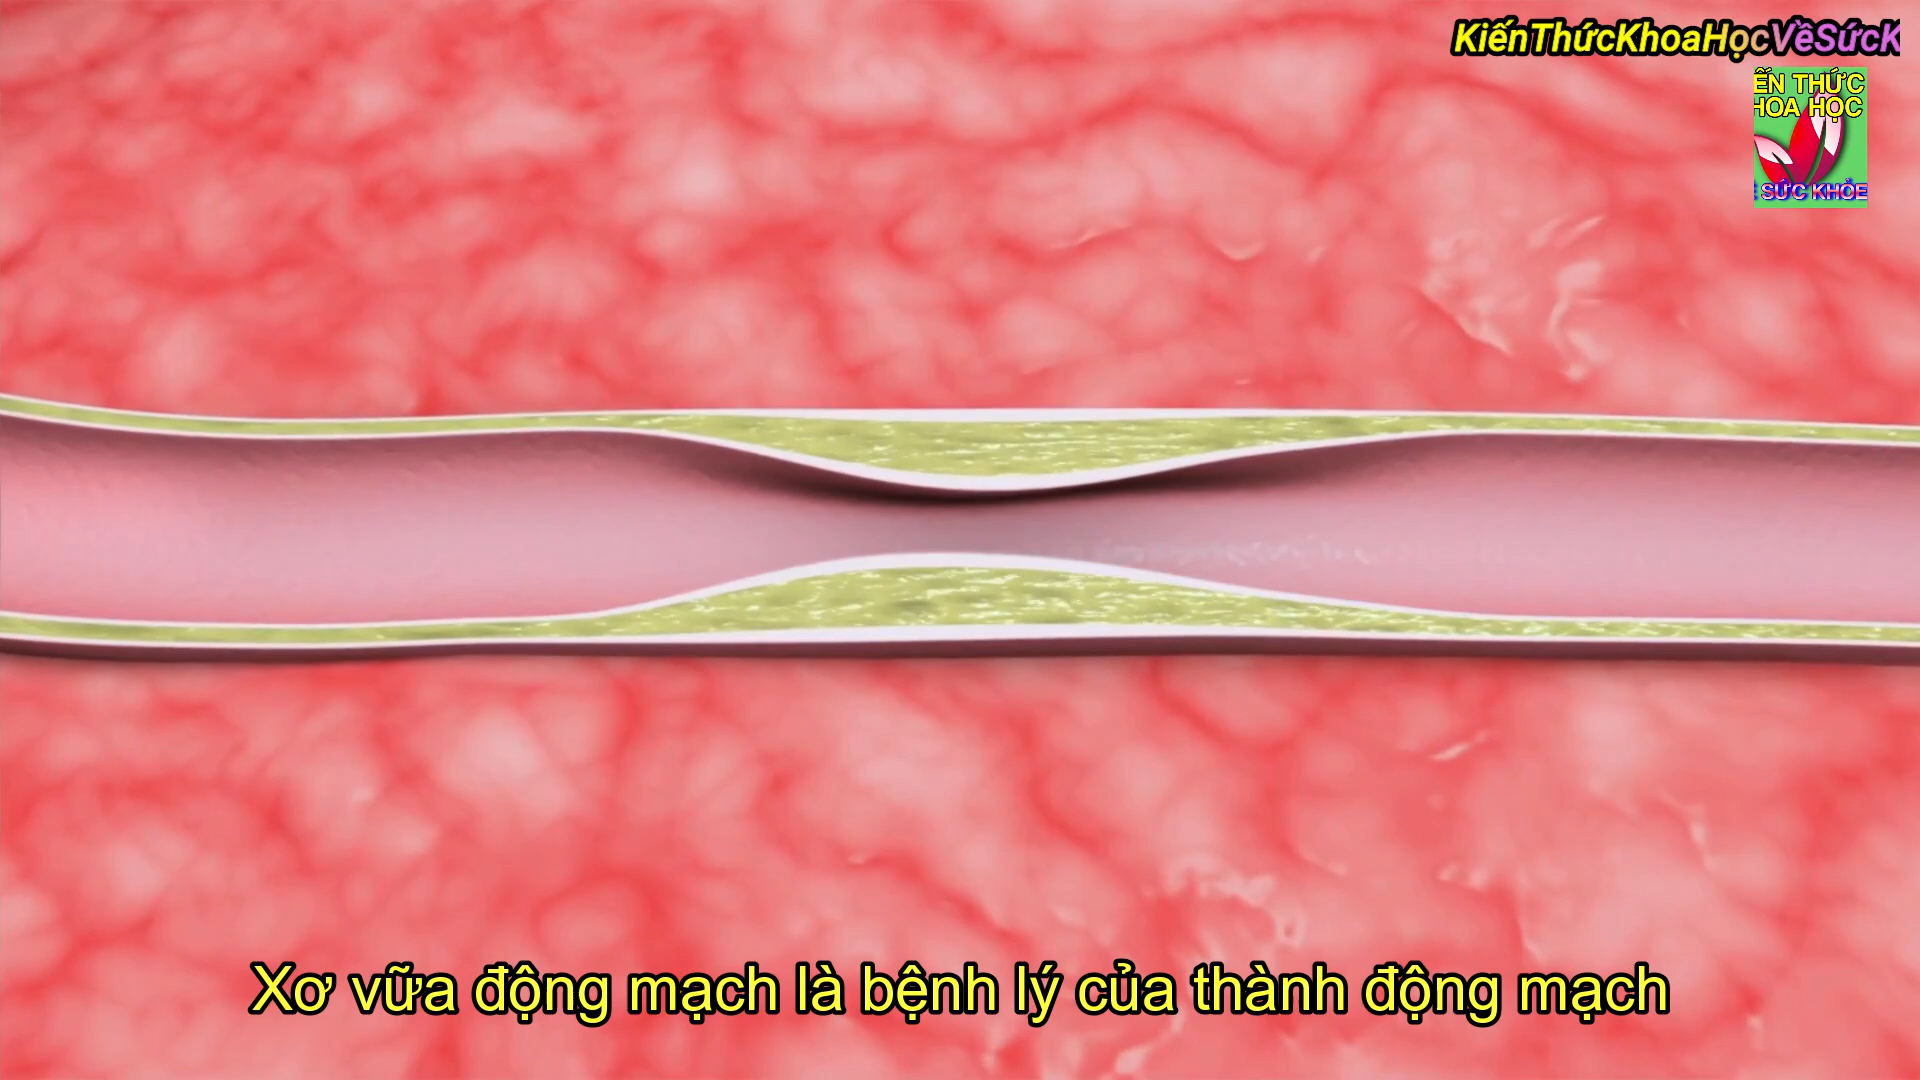 KiếnThứcKhoaHọcVềSứcK
ẾN THỨC
HOA HỌC
SỨC KHỎE
Xơ vữa động mạch là bệnh lý của thành động mạch